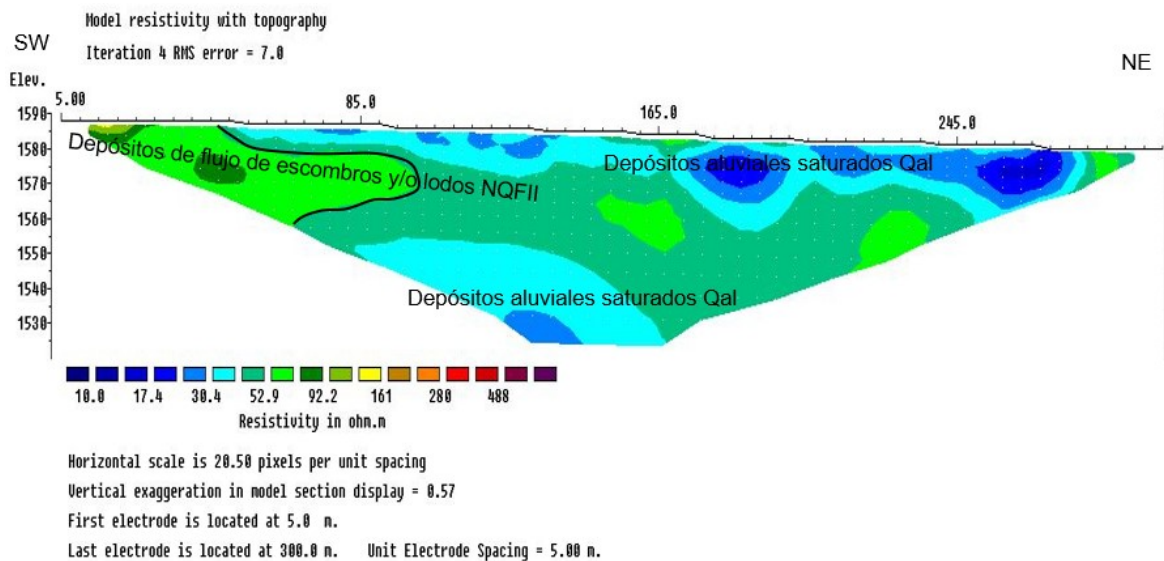 Model resistivity with topography
SW
Iteration 4 RMS error = 7.0
NE
Elev.
5.00 85.0 165.0 245.0
1590
1580
1570
1560
1550
1540
1530
Depósitos de flujo de escombros y/o lodos NQFII
Depósitos aluviales saturados Qal
Depósitos aluviales saturados Qal
10.0 17.4 30.4 52.9 92.2 161 280 488
Resistivity in ohm.m
Horizontal scale is 20.50 pixels per unit spacing
Vertical exaggeration in model section display = 0.57
First electrode is located at 5.0 m.
Last electrode is located at 300.0 m. Unit Electrode Spacing = 5.00 m.